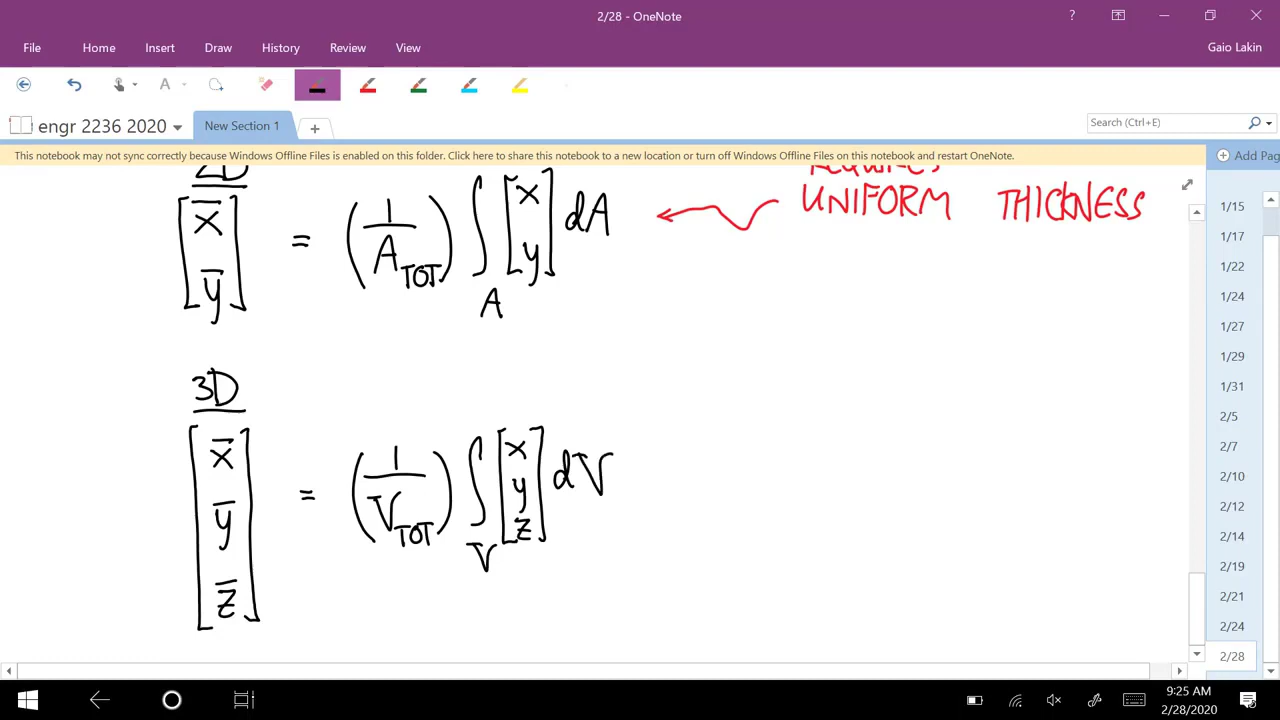 2/28 - OneNote
?
File Home Insert Draw History Review View
Gaio Lakin
engr 2236 2020
New Section 1
Search (Ctrl+E)
This notebook may not sync correctly because Windows Offline Files is enabled on this folder. Click here to share this notebook to a new location or turn off Windows Offline Files on this notebook and restart OneNote.
Add Pag
2D
REQUIRES
UNIFORM THICKNESS
[x̄ ȳ] = (1/A_TOT) ∫_A [x y] dA
3D
[x̄ ȳ z̄] = (1/V_TOT) ∫_V [x y z] dV
1/15
1/17
1/22
1/24
1/27
1/29
1/31
2/5
2/7
2/10
2/12
2/14
2/19
2/21
2/24
2/28
9:25 AM
2/28/2020